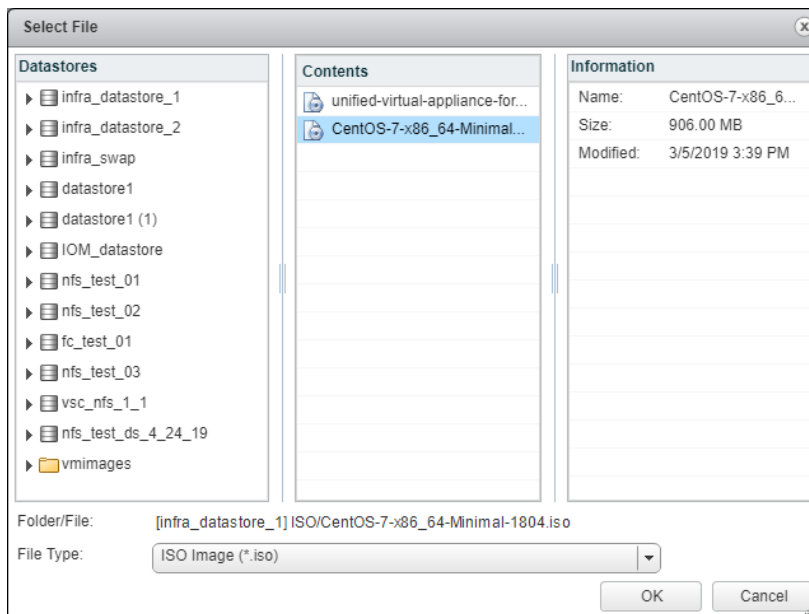 Select File
Datastores
infra_datastore_1
infra_datastore_2
infra_swap
datastore1
datastore1 (1)
IOM_datastore
nfs_test_01
nfs_test_02
fc_test_01
nfs_test_03
vsc_nfs_1_1
nfs_test_ds_4_24_19
vmimages
Contents
unified-virtual-appliance-for...
CentOS-7-x86_64-Minimal...
Information
Name: CentOS-7-x86_6...
Size: 906.00 MB
Modified: 3/5/2019 3:39 PM
Folder/File: [infra_datastore_1] ISO/CentOS-7-x86_64-Minimal-1804.iso
File Type: ISO Image (*.iso)
OK Cancel